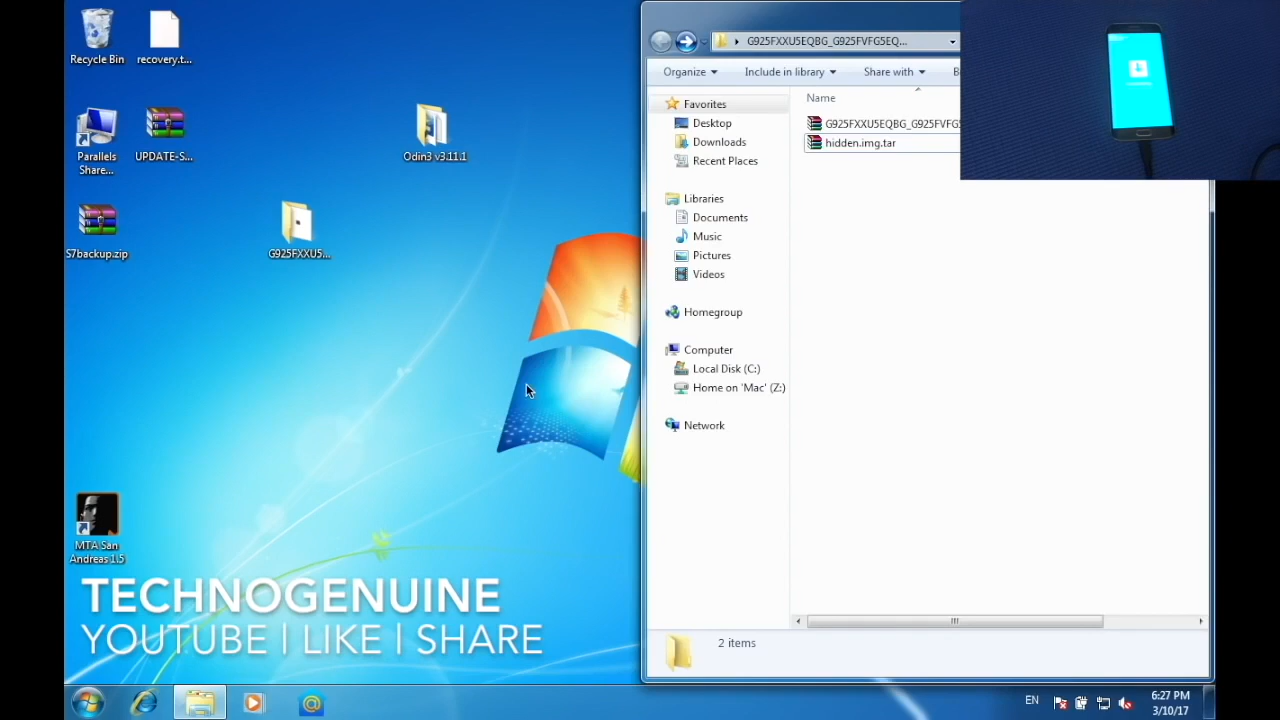 Recycle Bin
recovery.t...
Parallels
Share...
UPDATE-S...
Odin3 v3.11.1
S7backup.zip
G925FXXU5...
MTA San
Andreas 1.5
TECHNOGENUINE
YOUTUBE | LIKE | SHARE
G925FXXU5EQBG_G925FVFG5EQ...
Organize
Include in library
Share with
B
Favorites
Desktop
Downloads
Recent Places
Libraries
Documents
Music
Pictures
Videos
Homegroup
Computer
Local Disk (C:)
Home on 'Mac' (Z:)
Network
Name
G925FXXU5EQBG_G925FVFG5
hidden.img.tar
2 items
EN
6:27 PM
3/10/17